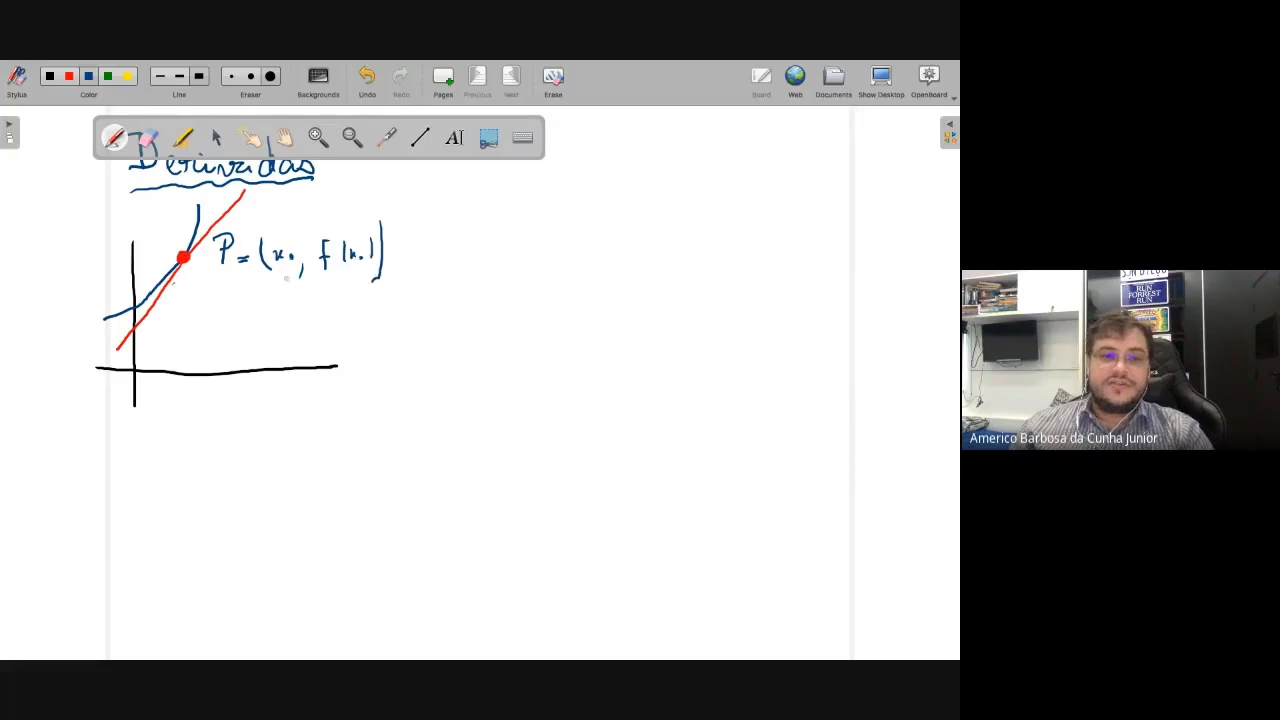 Stylus Color Line Eraser Backgrounds Undo Redo Pages Previous Next Erase Board Web Documents Show Desktop OpenBoard
Derivadas
P = (x₀, f(x₀))
RUN
FORREST
RUN
Americo Barbosa da Cunha Junior